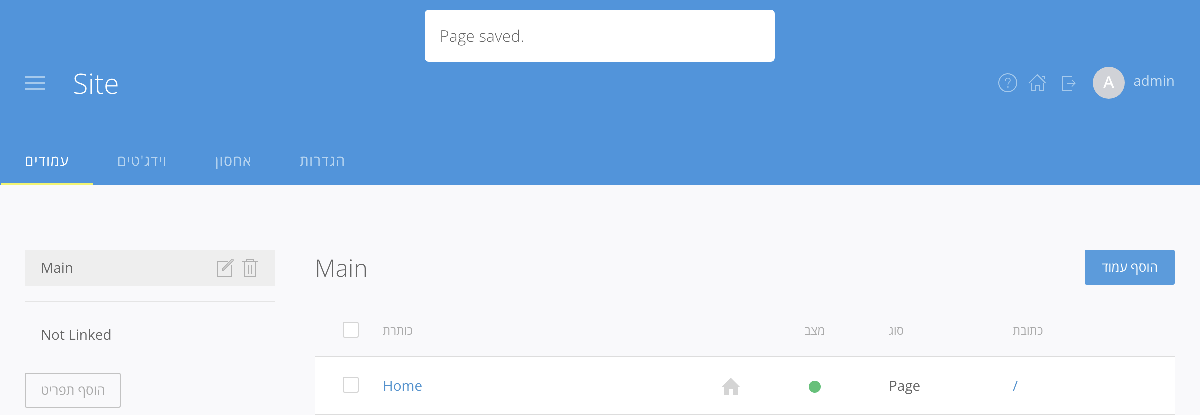 Page saved.
Site
A admin
עמודים וידג'טים אחסון הגדרות
Main
Not Linked
הוסף תפריט
Main
הוסף עמוד
כותרת מצב סוג כתובת
Home Page /